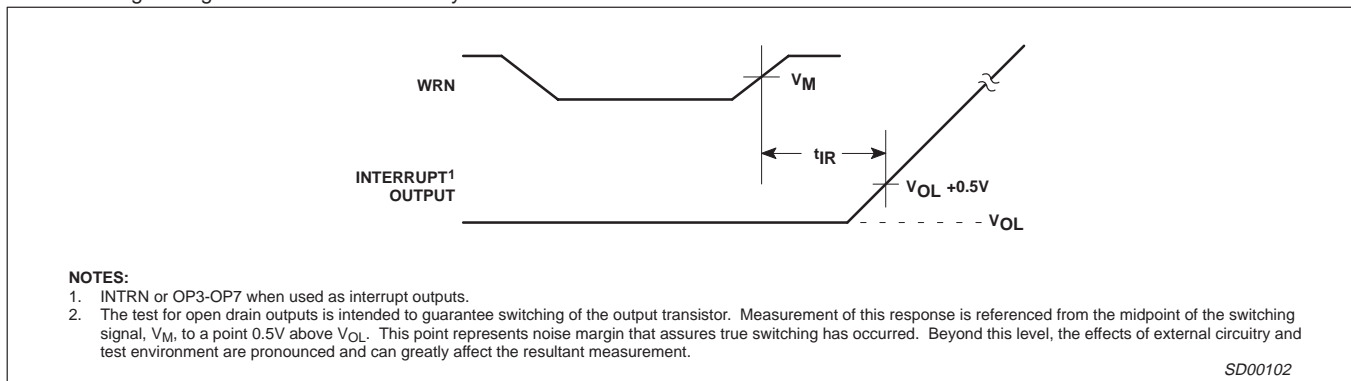 WRN
VM
tIR
INTERRUPT1
OUTPUT
VOL +0.5V
VOL
NOTES:
1. INTRN or OP3-OP7 when used as interrupt outputs.
2. The test for open drain outputs is intended to guarantee switching of the output transistor. Measurement of this response is referenced from the midpoint of the switching
signal, VM, to a point 0.5V above VOL. This point represents noise margin that assures true switching has occurred. Beyond this level, the effects of external circuitry and
test environment are pronounced and can greatly affect the resultant measurement.
SD00102